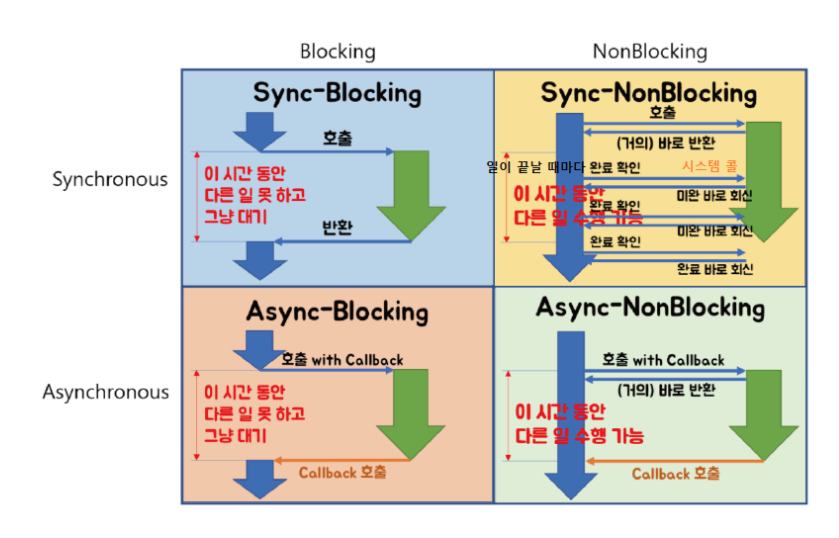 Blocking
NonBlocking
Synchronous
Sync-Blocking
호출
이 시간 동안
다른 일 못 하고
그냥 대기
반환
Sync-NonBlocking
호출
(거의) 바로 반환
열이 끝날 때마다
완료 확인
시스템 콜
이 시간 동안
다른 일 수행 가능
미완 바로 회신
완료 확인
미완 바로 회신
완료 확인
완료 바로 회신
Asynchronous
Async-Blocking
호출 with Callback
이 시간 동안
다른 일 못 하고
그냥 대기
Callback 호출
Async-NonBlocking
호출 with Callback
(거의) 바로 반환
이 시간 동안
다른 일 수행 가능
Callback 호출